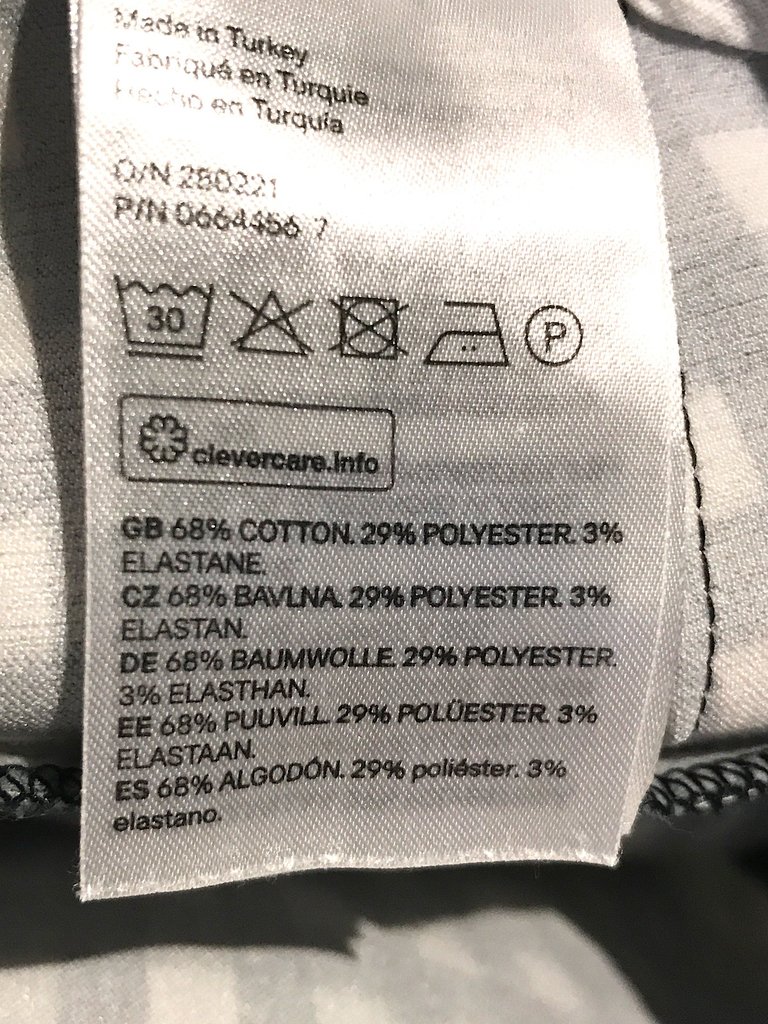 Made in Turkey
Fabriqué en Turquie
Hecho en Turquía
O/N 280221
P/N 0664456 7
30
P
clevercare.info
GB 68% COTTON. 29% POLYESTER. 3%
ELASTANE.
CZ 68% BAVLNA. 29% POLYESTER. 3%
ELASTAN.
DE 68% BAUMWOLLE. 29% POLYESTER.
3% ELASTHAN.
EE 68% PUUVILL. 29% POLÜESTER. 3%
ELASTAAN.
ES 68% ALGODÓN. 29% poliéster. 3%
elastano.